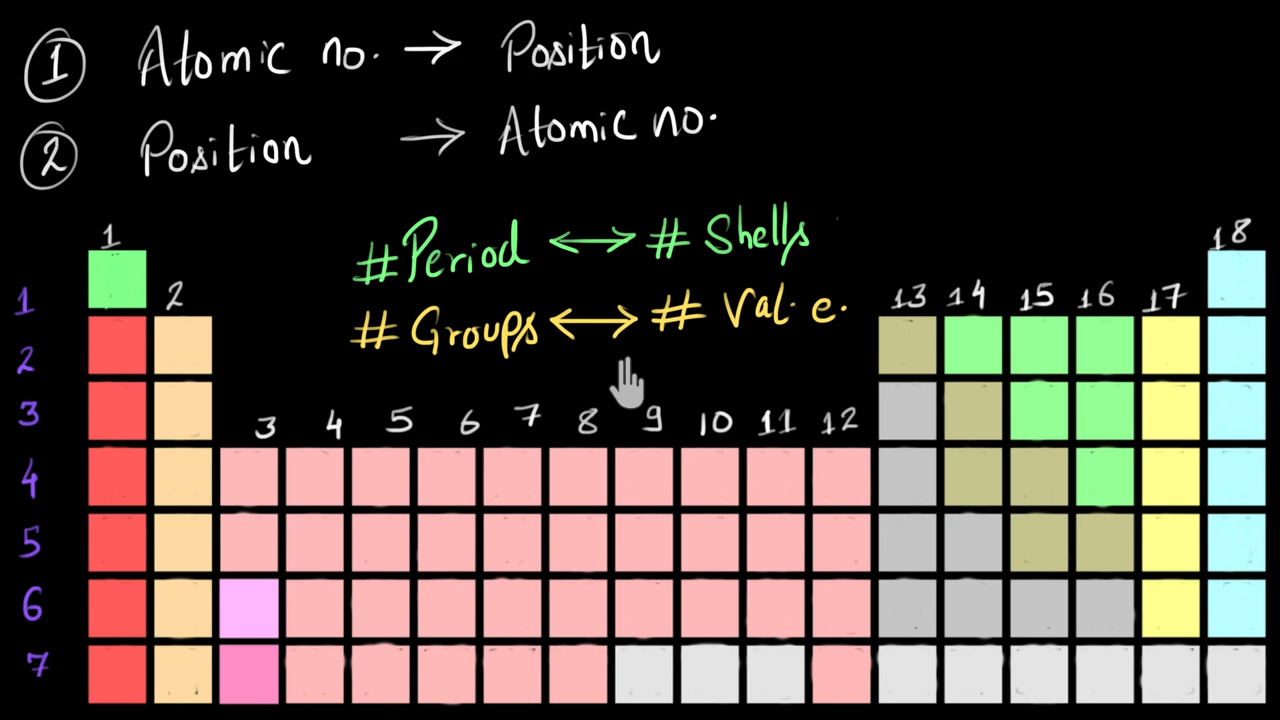 1 Atomic no. → Position
2 Position → Atomic no.
#Period ↔ # Shells
# Groups ↔ # Val. e.
1 18
1 2 13 14 15 16 17
2
3 3 4 5 6 7 8 9 10 11 12
4
5
6
7